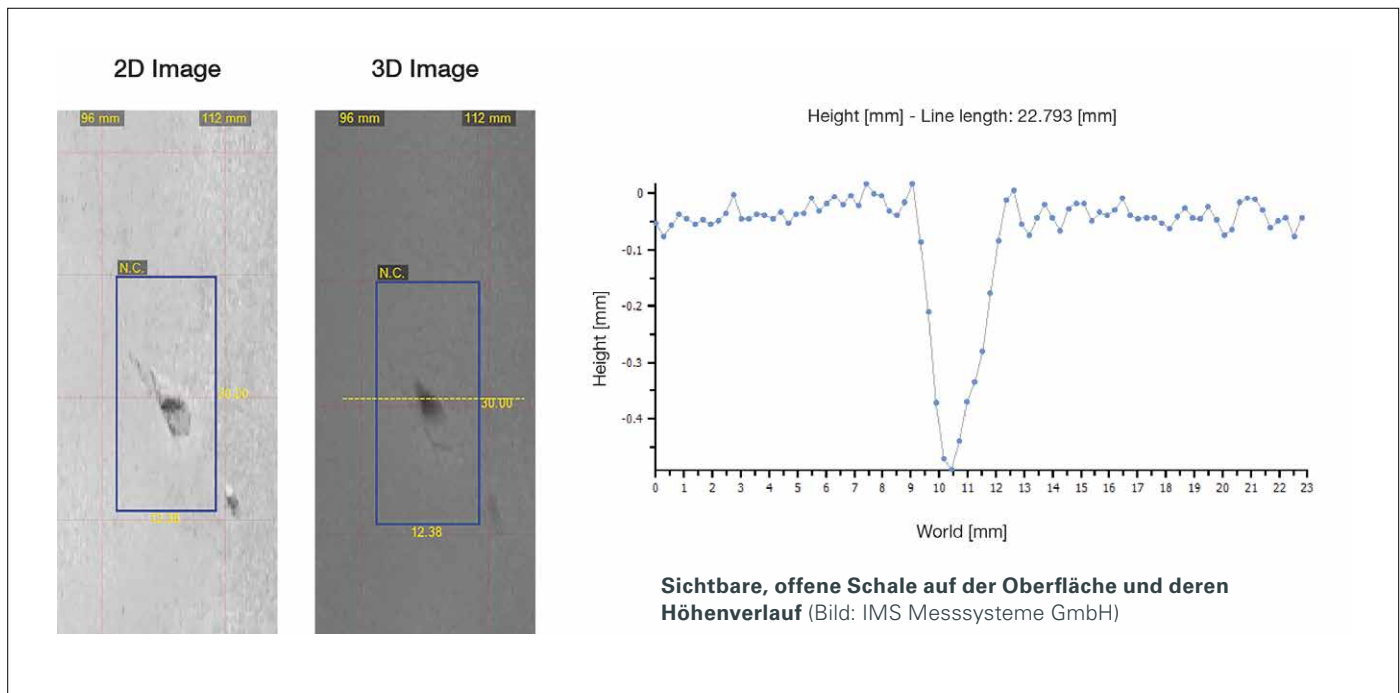 2D Image
3D Image
96 mm
112 mm
N.C.
30.00
12.38
96 mm
112 mm
N.C.
30.00
12.38
Height [mm] - Line length: 22.793 [mm]
Height [mm]
0
-0.1
-0.2
-0.3
-0.4
0 1 2 3 4 5 6 7 8 9 10 11 12 13 14 15 16 17 18 19 20 21 22 23
World [mm]
Sichtbare, offene Schale auf der Oberfläche und deren
Höhenverlauf (Bild: IMS Messsysteme GmbH)